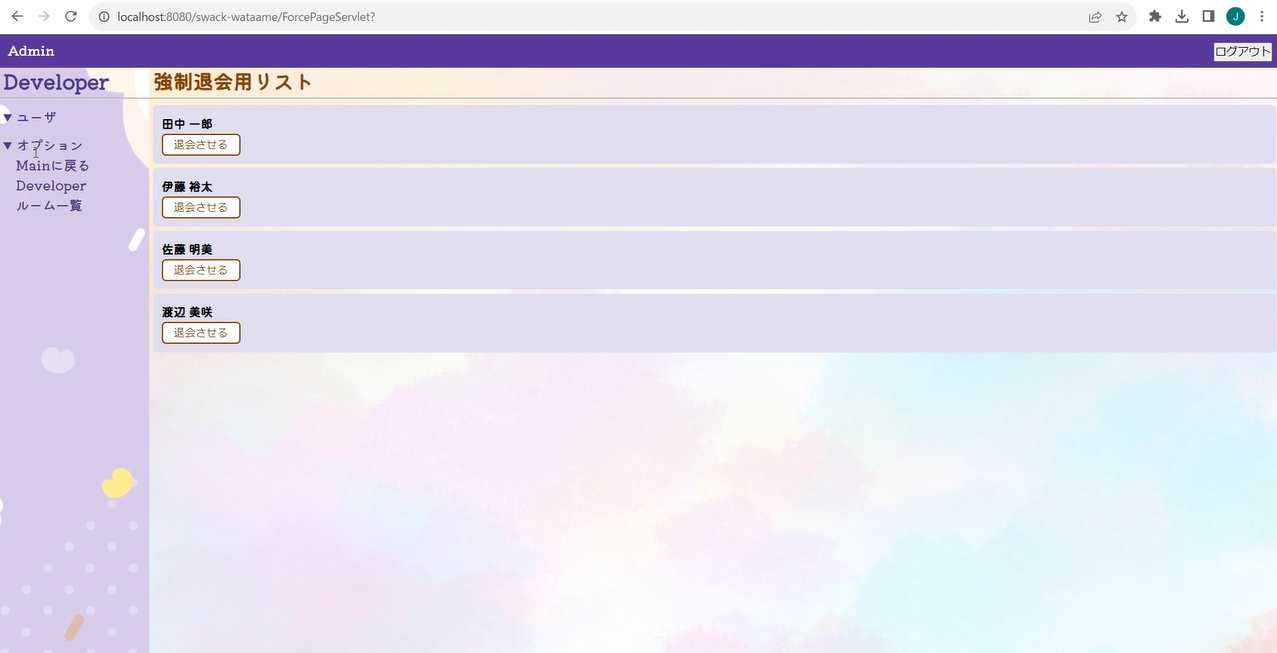 localhost:8080/swack-wataame/ForcePageServlet?
J
Admin
ログアウト
Developer
▼ ユーザ
▼ オプション
Mainに戻る
Developer
ルーム一覧
強制退会用リスト
田中 一郎
退会させる
伊藤 裕太
退会させる
佐藤 明美
退会させる
渡辺 美咲
退会させる